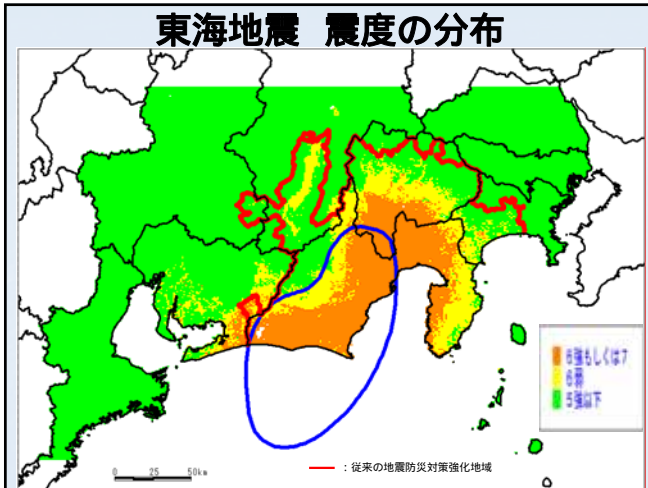 東海地震 震度の分布
6強もしくは7
6弱
5強以下
0 25 50km
:従来の地震防災対策強化地域